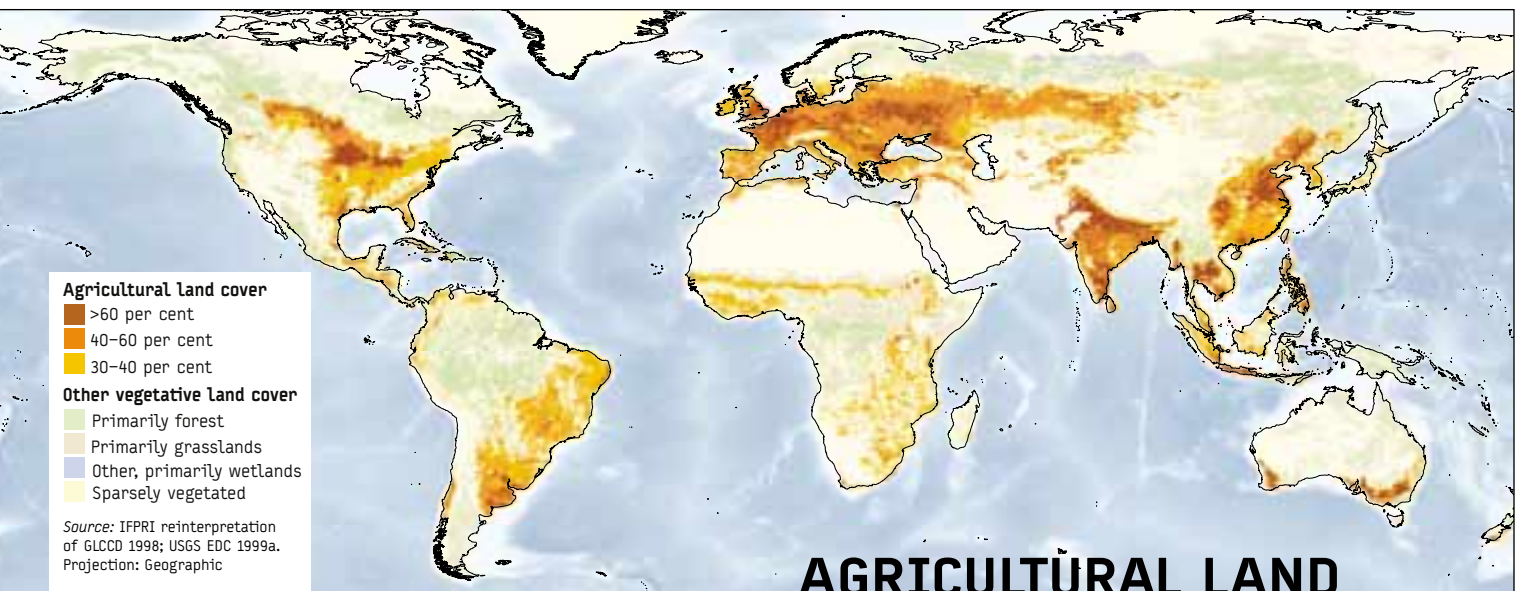 Agricultural land cover
>60 per cent
40–60 per cent
30–40 per cent
Other vegetative land cover
Primarily forest
Primarily grasslands
Other, primarily wetlands
Sparsely vegetated
Source: IFPRI reinterpretation
of GLCCD 1998; USGS EDC 1999a.
Projection: Geographic
AGRICULTURAL LAND